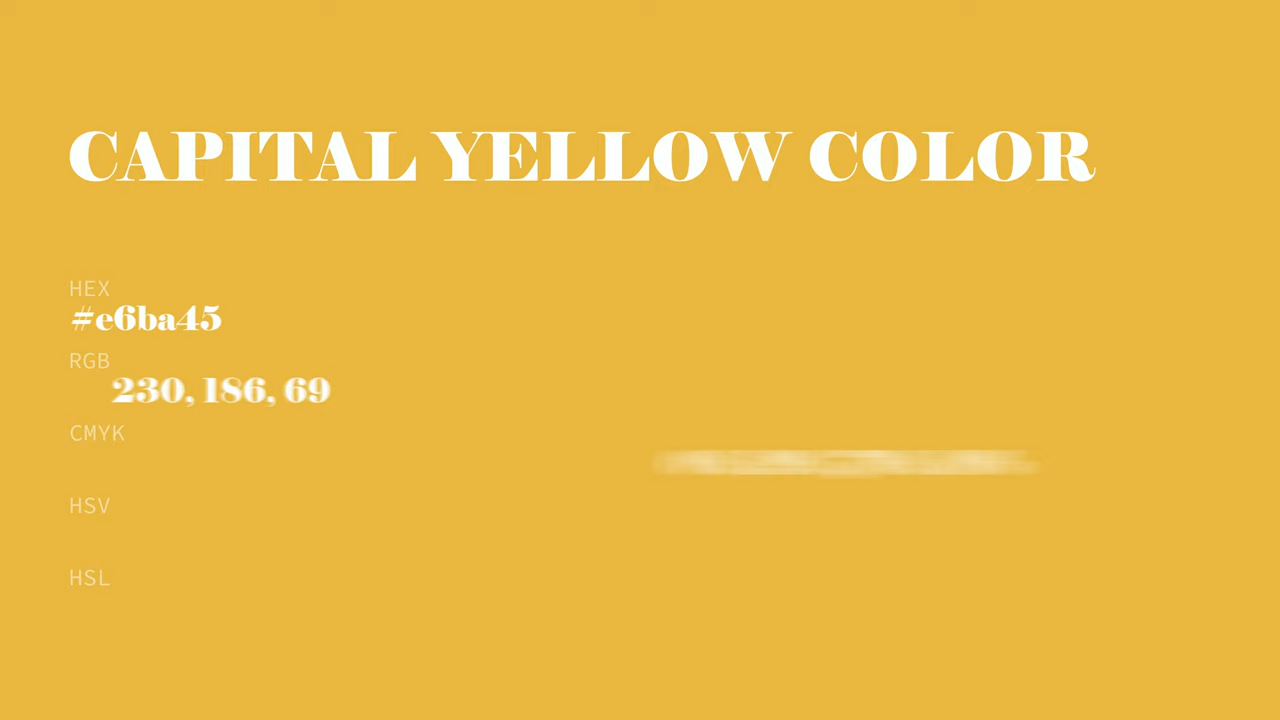 CAPITAL YELLOW COLOR
HEX
#e6ba45
RGB
230, 186, 69
CMYK
HSV
HSL